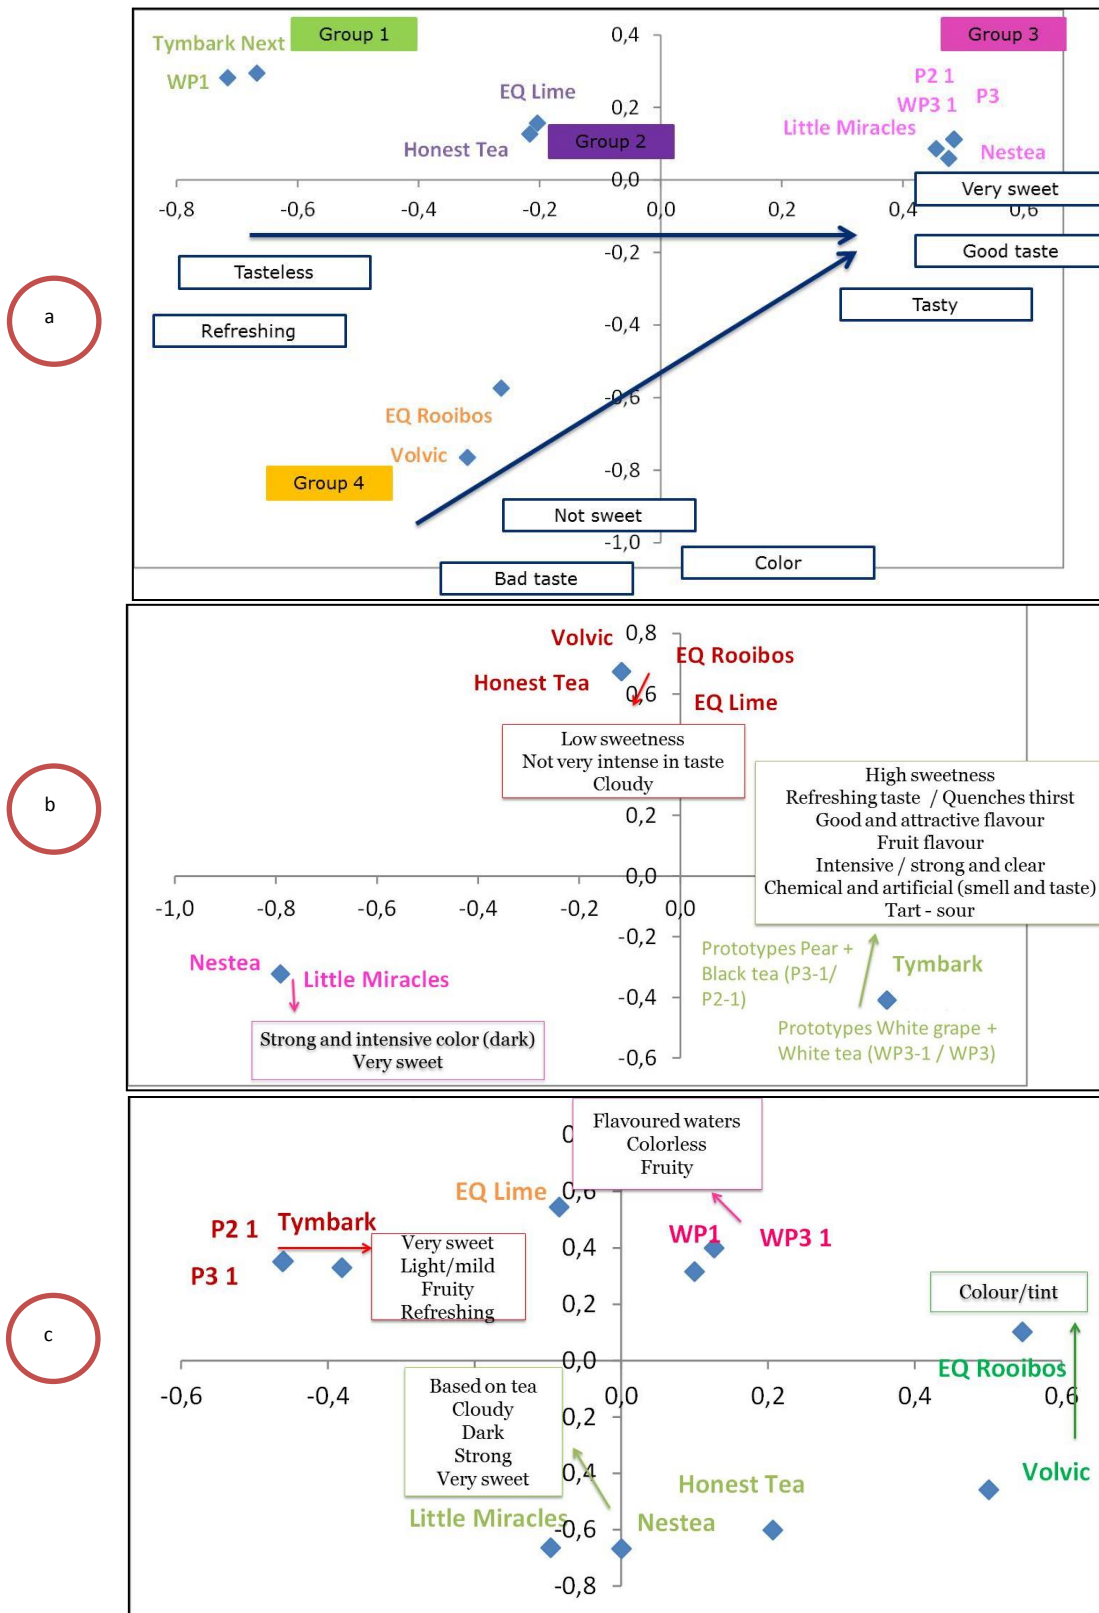 Group 1
0,4
Group 3
Tymbark Next
WP1
P2 1
P3
EQ Lime
0,2
WP3 1
Little Miracles
Honest Tea
Group 2
Nestea
0,0
Very sweet
-0,8
-0,6
-0,4
-0,2
0,0
0,2
0,4
0,6
-0,2
Good taste
Tasteless
a
Tasty
Refreshing
-0,4
-0,6
EQ Rooibos
Volvic
-0,8
Group 4
Not sweet
-1,0
Color
Bad taste
Volvic
0,8
EQ Rooibos
Honest Tea
0,6
EQ Lime
Low sweetness
Not very intense in taste
Cloudy
High sweetness
Refreshing taste / Quenches thirst
Good and attractive flavour
Fruit flavour
Intensive / strong and clear
Chemical and artificial (smell and taste)
Tart - sour
b
0,2
0,0
-1,0
-0,8
-0,6
-0,4
-0,2
0,0
-0,2
Prototypes Pear +
Black tea (P3-1/
P2-1)
Tymbark
Nestea
Little Miracles
-0,4
Prototypes White grape +
White tea (WP3-1 / WP3)
Strong and intensive color (dark)
Very sweet
-0,6
Flavoured waters
Colorless
Fruity
EQ Lime
0,6
P2 1
Tymbark
WP1
WP3 1
P3 1
Very sweet
Light/mild
Fruity
Refreshing
0,4
Colour/tint
0,2
c
0,0
EQ Rooibos
-0,6
-0,4
0,0
0,2
0,4
0,6
Based on tea
Cloudy
Dark
Strong
Very sweet
-0,2
-0,4
Volvic
Honest Tea
Little Miracles
Nestea
-0,6
-0,8